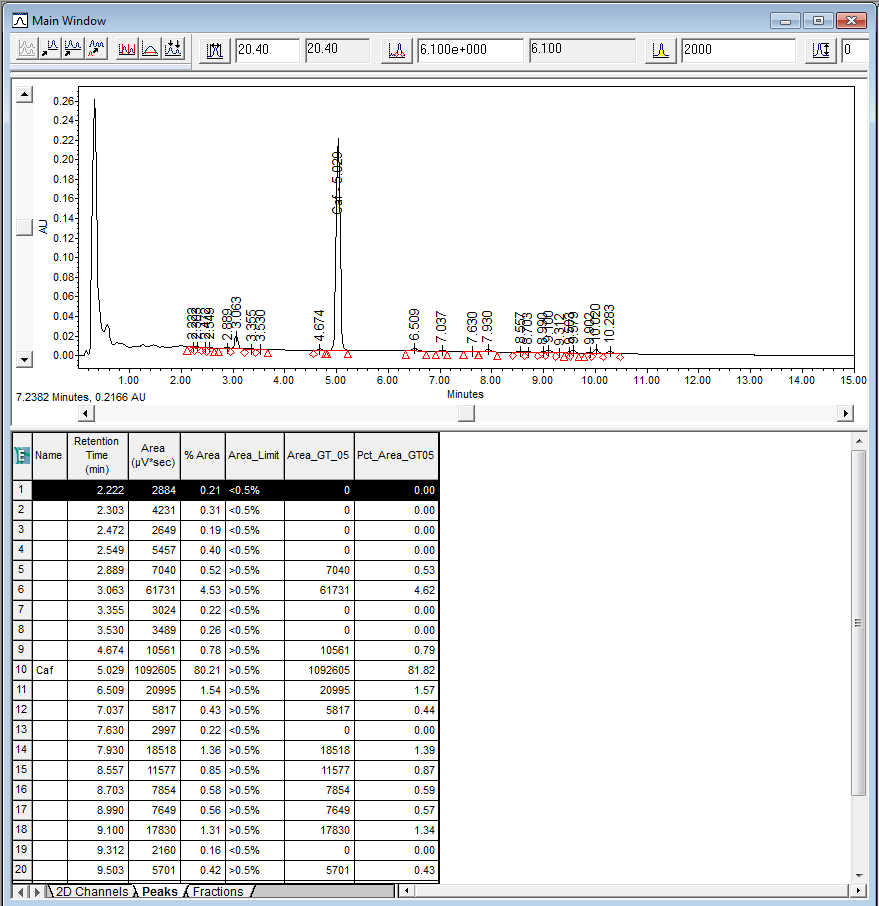 Main Window
20.40 20.40 6.100e+000 6.100 2000 0
0.26
0.24
0.22
0.20
0.18
0.16
0.14
0.12
0.10
0.08
0.06
0.04
0.02
0.00
AU
2.222
2.303
2.472
2.549
2.889
3.063
3.355
3.530
4.674
Caf - 5.029
6.509
7.037
7.630
7.930
8.557
8.703
8.990
9.100
9.312
9.503
9.902
10.020
10.283
1.00 2.00 3.00 4.00 5.00 6.00 7.00 8.00 9.00 10.00 11.00 12.00 13.00 14.00 15.00
Minutes
7.2382 Minutes, 0.2166 AU
Name Retention Time (min) Area (µV*sec) % Area Area_Limit Area_GT_05 Pct_Area_GT05
1 2.222 2884 0.21 <0.5% 0 0.00
2 2.303 4231 0.31 <0.5% 0 0.00
3 2.472 2649 0.19 <0.5% 0 0.00
4 2.549 5457 0.40 <0.5% 0 0.00
5 2.889 7040 0.52 >0.5% 7040 0.53
6 3.063 61731 4.53 >0.5% 61731 4.62
7 3.355 3024 0.22 <0.5% 0 0.00
8 3.530 3489 0.26 <0.5% 0 0.00
9 4.674 10561 0.78 >0.5% 10561 0.79
10 Caf 5.029 1092605 80.21 >0.5% 1092605 81.82
11 6.509 20995 1.54 >0.5% 20995 1.57
12 7.037 5817 0.43 >0.5% 5817 0.44
13 7.630 2997 0.22 <0.5% 0 0.00
14 7.930 18518 1.36 >0.5% 18518 1.39
15 8.557 11577 0.85 >0.5% 11577 0.87
16 8.703 7854 0.58 >0.5% 7854 0.59
17 8.990 7649 0.56 >0.5% 7649 0.57
18 9.100 17830 1.31 >0.5% 17830 1.34
19 9.312 2160 0.16 <0.5% 0 0.00
20 9.503 5701 0.42 >0.5% 5701 0.43
2D Channels Peaks Fractions